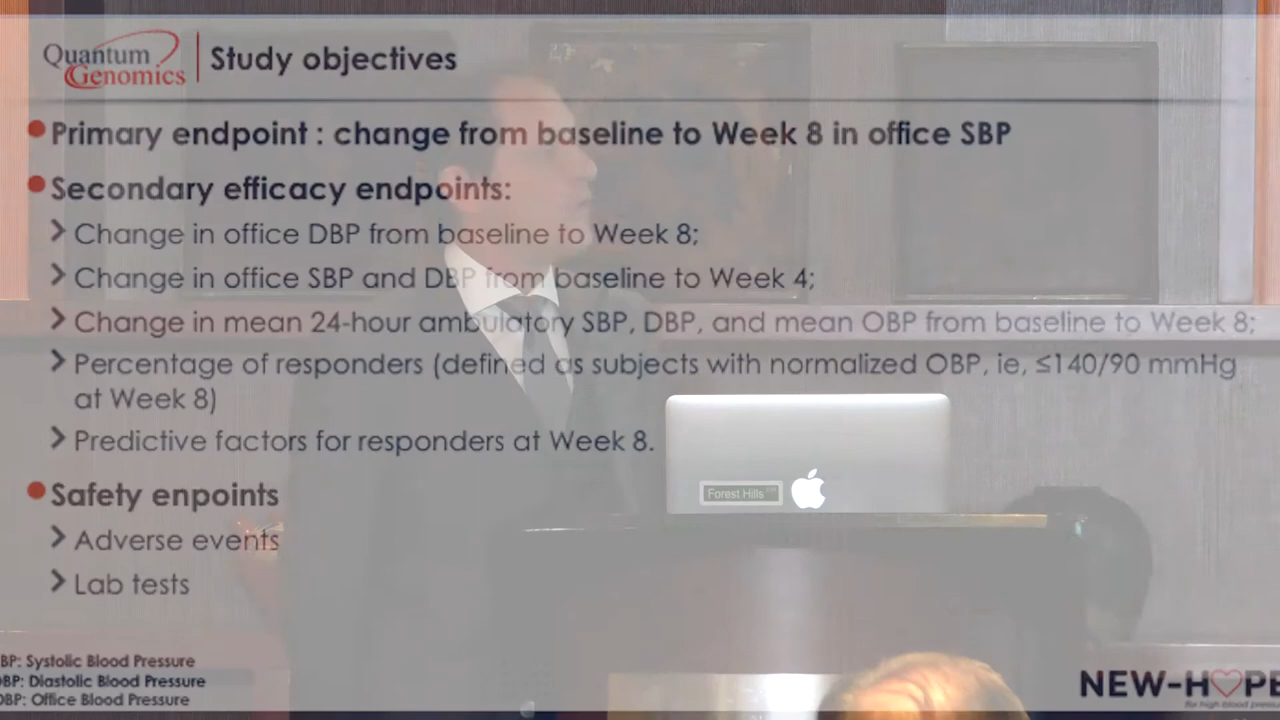 Quantum
Genomics
Study objectives
Primary endpoint : change from baseline to Week 8 in office SBP
Secondary efficacy endpoints:
Change in office DBP from baseline to Week 8;
Change in office SBP and DBP from baseline to Week 4;
Change in mean 24-hour ambulatory SBP, DBP, and mean OBP from baseline to Week 8;
Percentage of responders (defined as subjects with normalized OBP, ie, ≤140/90 mmHg
at Week 8)
Predictive factors for responders at Week 8.
Forest Hills
Safety enpoints
Adverse events
Lab tests
BP: Systolic Blood Pressure
DBP: Diastolic Blood Pressure
OBP: Office Blood Pressure
NEW-HOPE
for high blood pressure